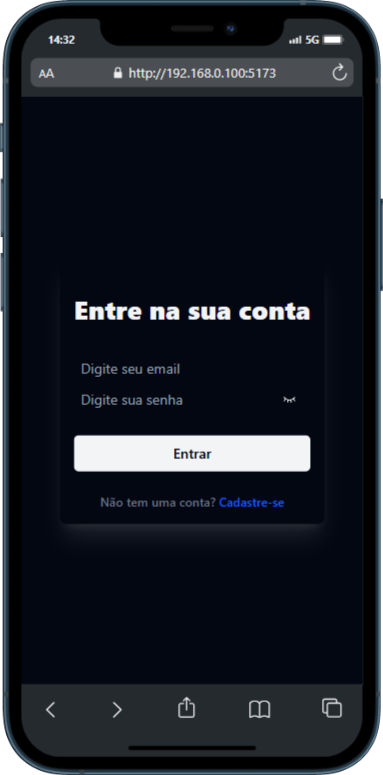 14:32
5G
AA
http://192.168.0.100:5173
Entre na sua conta
Digite seu email
Digite sua senha
Entrar
Não tem uma conta? Cadastre-se